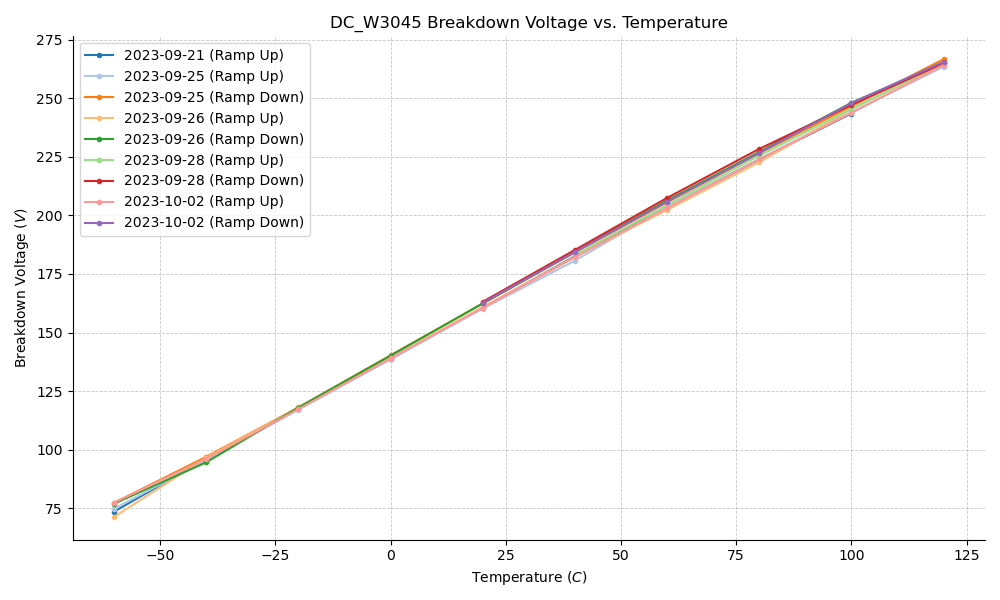 DC_W3045 Breakdown Voltage vs. Temperature
2023-09-21 (Ramp Up)
2023-09-25 (Ramp Up)
2023-09-25 (Ramp Down)
2023-09-26 (Ramp Up)
2023-09-26 (Ramp Down)
2023-09-28 (Ramp Up)
2023-09-28 (Ramp Down)
2023-10-02 (Ramp Up)
2023-10-02 (Ramp Down)
Breakdown Voltage (V)
275
250
225
200
175
150
125
100
75
−50 −25 0 25 50 75 100 125
Temperature (C)